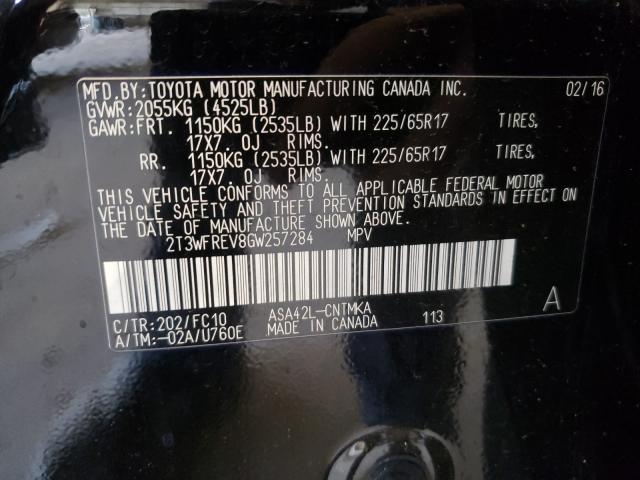 MFD.BY:TOYOTA MOTOR MANUFACTURING CANADA INC. 02/16
GVWR:2055KG (4525LB)
GAWR:FRT. 1150KG (2535LB) WITH 225/65R17 TIRES,
17X7. 0J RIMS.
RR. 1150KG (2535LB) WITH 225/65R17 TIRES,
17X7. 0J RIMS.
THIS VEHICLE CONFORMS TO ALL APPLICABLE FEDERAL MOTOR
VEHICLE SAFETY AND THEFT PREVENTION STANDARDS IN EFFECT ON
THE DATE OF MANUFACTURE SHOWN ABOVE.
2T3WFREV8GW257284 MPV
C/TR:202/FC10 ASA42L-CNTMKA A
A/TM:-02A/U760E MADE IN CANADA 113